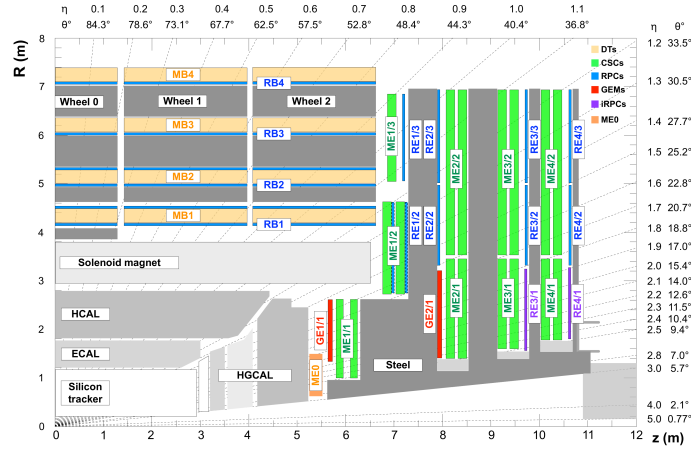 η 0.1 0.2 0.3 0.4 0.5 0.6 0.7 0.8 0.9 1.0 1.1
θ° 84.3° 78.6° 73.1° 67.7° 62.5° 57.5° 52.8° 48.4° 44.3° 40.4° 36.8° η θ°
R (m)
8
7
6
5
4
3
2
1
0
1.2 33.5°
1.3 30.5°
1.4 27.7°
1.5 25.2°
1.6 22.8°
1.7 20.7°
1.8 18.8°
1.9 17.0°
2.0 15.4°
2.1 14.0°
2.2 12.6°
2.3 11.5°
2.4 10.4°
2.5 9.4°
2.8 7.0°
3.0 5.7°
4.0 2.1°
5.0 0.77°
DTs
CSCs
RPCs
GEMs
iRPCs
ME0
MB4
RB4
Wheel 0 Wheel 1 Wheel 2
MB3
RB3
MB2
RB2
MB1
RB1
Solenoid magnet
HCAL
ECAL
Silicon
tracker
HGCAL
Steel
ME0
GE1/1
ME1/1
ME1/2
ME1/3
RE1/3
RE2/3
RE1/2
RE2/2
GE2/1
ME2/2
ME2/1
ME3/2
ME3/1
RE3/3
RE3/2
RE3/1
ME4/2
ME4/1
RE4/3
RE4/2
RE4/1
0 1 2 3 4 5 6 7 8 9 10 11 12
z (m)